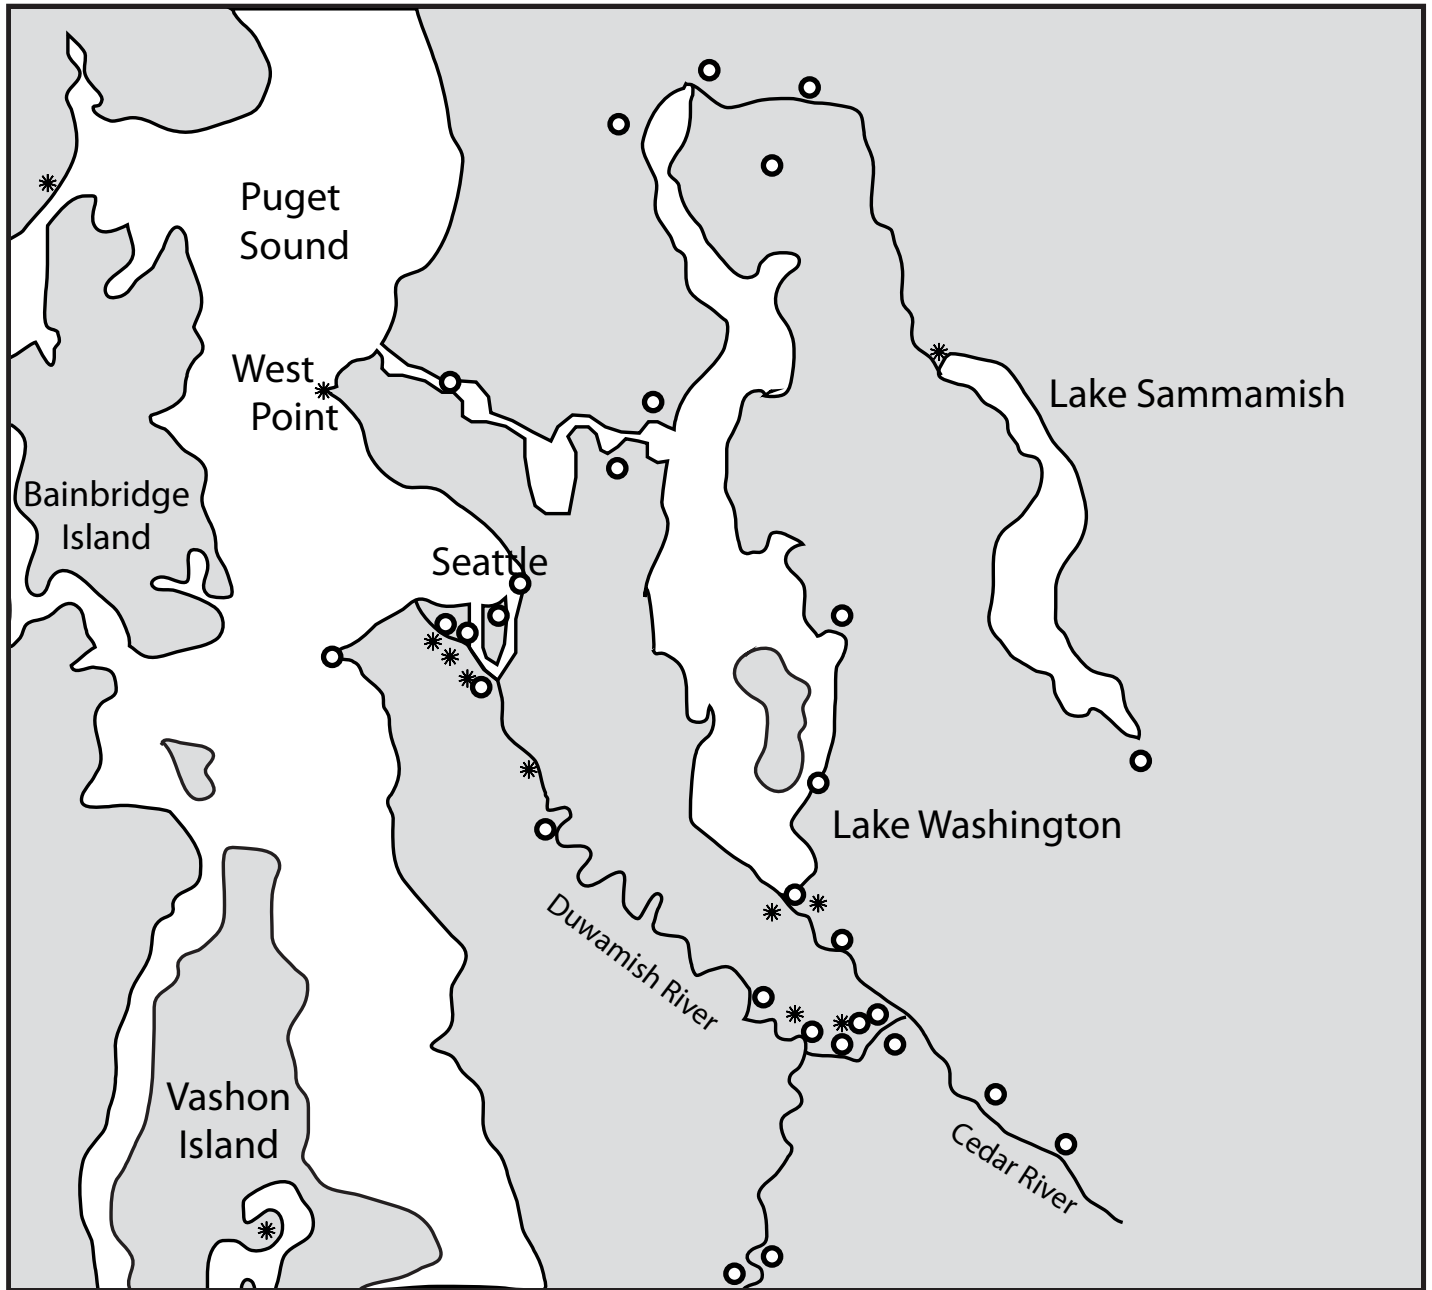 Puget
Sound
West
Point
Lake Sammamish
Bainbridge
Island
Seattle
Lake Washington
Duwamish River
Vashon
Island
Cedar River